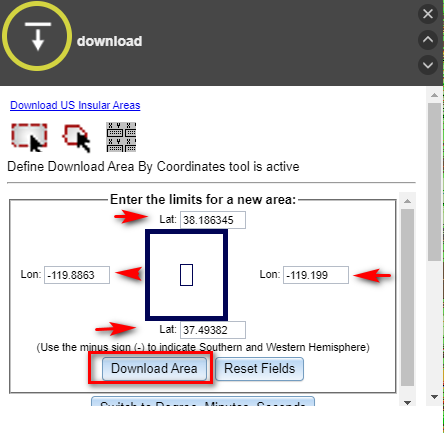 download
Download US Insular Areas
Define Download Area By Coordinates tool is active
Enter the limits for a new area:
Lat: 38.186345
Lon: -119.8863
Lon: -119.199
Lat: 37.49382
(Use the minus sign (-) to indicate Southern and Western Hemisphere)
Download Area
Reset Fields
Switch to Degree, Minutes, Seconds